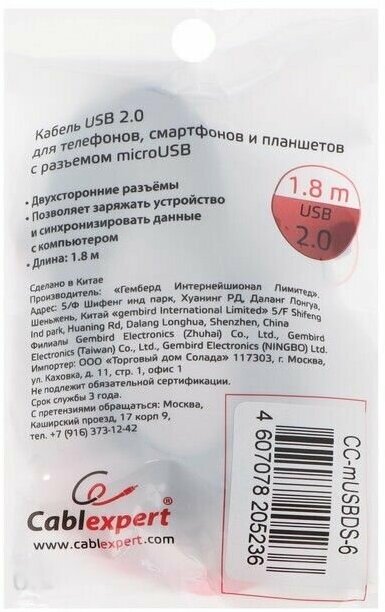 Кабель USB 2.0
для телефонов, смартфонов и планшетов
с разъемом microUSB
• Двухсторонние разъёмы
• Позволяет заряжать устройство
и синхронизировать данные
с компьютером
• Длина: 1.8 м
1.8 m
USB
2.0
Сделано в Китае
Производитель: «Гемберд Интернейшионал Лимитед».
Адрес: 5/Ф Шифенг инд парк, Хуанинг РД, Даланг Лонгуа,
Шеньжень, Китай «gembird International Limited» 5/F Shifeng
Ind park, Huaning Rd, Dalang Longhua, Shenzhen, China
Филиалы Gembird Electronics (Zhuhai) Co., Ltd., Gembird
Electronics (Taiwan) Co., Ltd., Gembird Electronics (NINGBO) Ltd.
Импортер: ООО «Торговый дом Солада» 117303, г. Москва,
ул. Каховка, д. 11, стр. 1, офис 1
Не подлежит обязательной сертификации.
Срок службы 3 года.
С претензиями обращаться: Москва,
Каширский проезд, 17 корп 9,
тел. +7 (916) 373-12-42
Cablexpert®
www.cablexpert.com
4 607078 205236
CC-mUSBDS-6